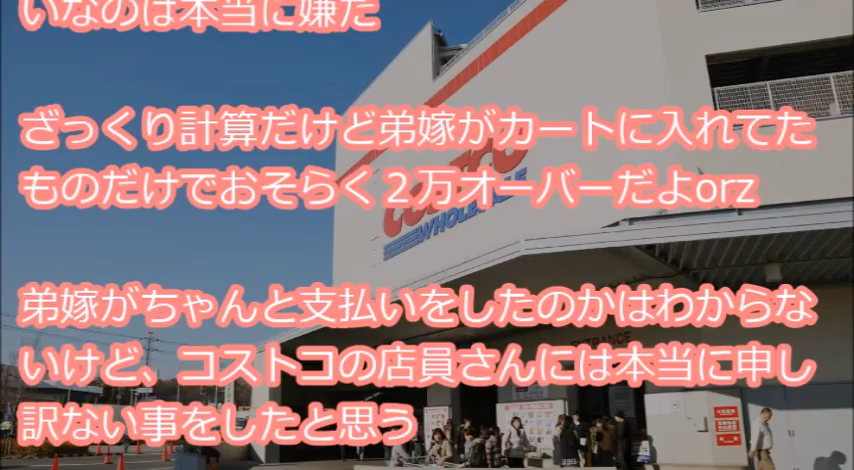 いなのは本当に嫌だ
ざっくり計算だけど弟嫁がカートに入れてた
ものだけでおそらく２万オーバーだよorz
WHOLESALE
弟嫁がちゃんと支払いをしたのかはわからな
ENTRANCE
いけど、コストコの店員さんには本当に申し
訳ない事をしたと思う